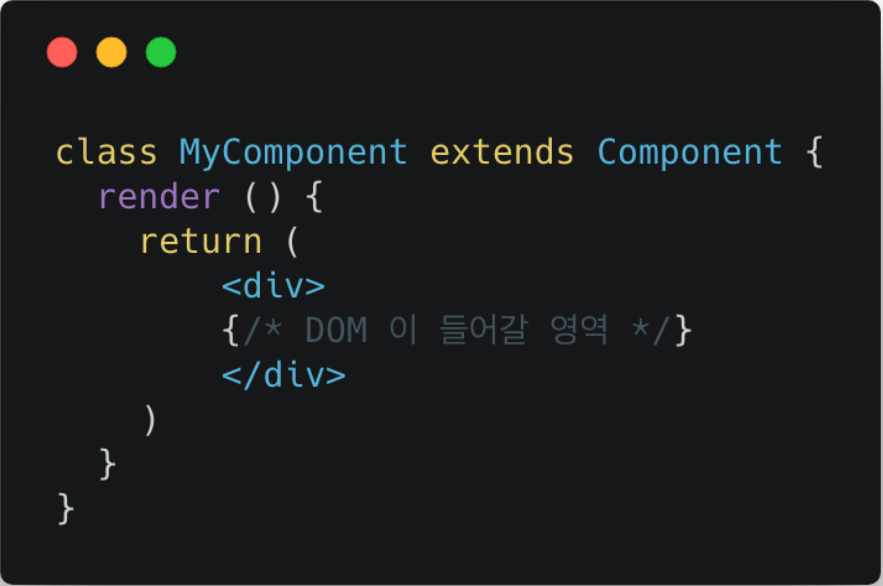 class MyComponent extends Component {
  render () {
    return (
        <div>
        {/* DOM 이 들어갈 영역 */}
        </div>
    )
  }
}